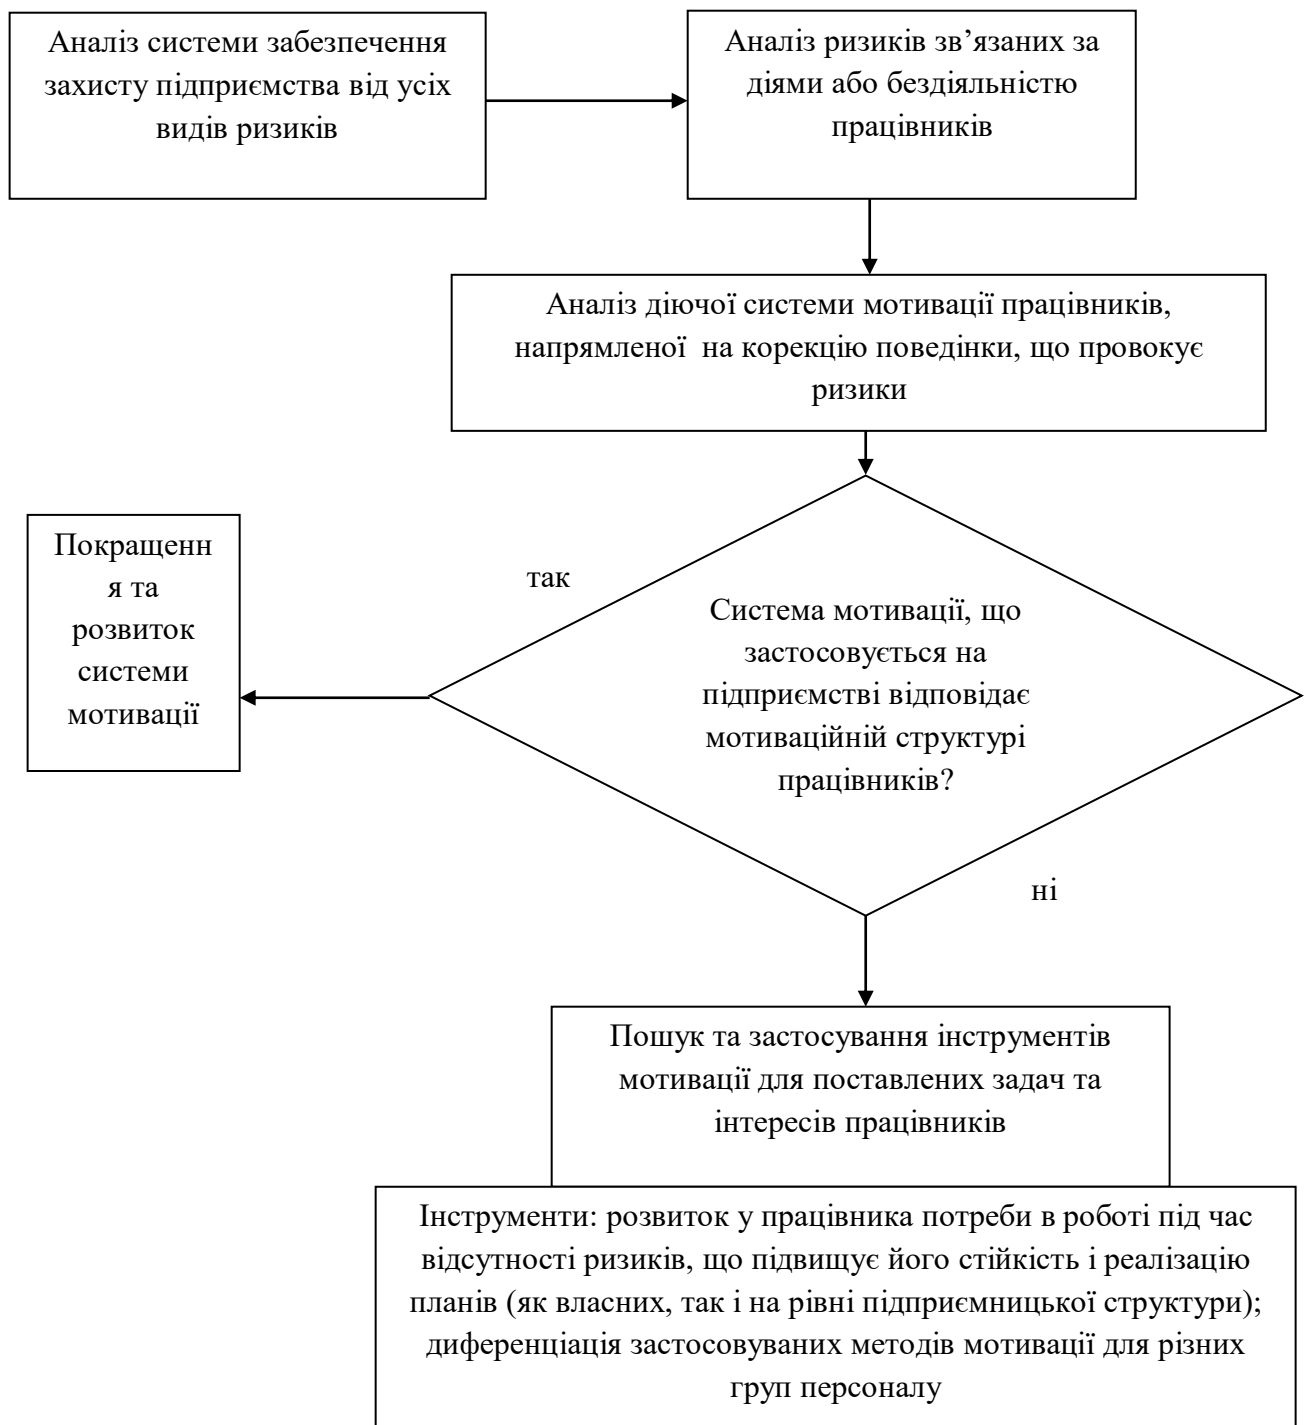 Аналіз системи забезпечення
захисту підприємства від усіх
видів ризиків
Аналіз ризиків зв’язаних за
діями або бездіяльністю
працівників
Аналіз діючої системи мотивації працівників,
напрямленої на корекцію поведінки, що провокує
ризики
Покращенн
я та
розвиток
системи
мотивації
так
Система мотивації, що
застосовується на
підприємстві відповідає
мотиваційній структурі
працівників?
ні
Пошук та застосування інструментів
мотивації для поставлених задач та
інтересів працівників
Інструменти: розвиток у працівника потреби в роботі під час
відсутності ризиків, що підвищує його стійкість і реалізацію
планів (як власних, так і на рівні підприємницької структури);
диференціація застосовуваних методів мотивації для різних
груп персоналу